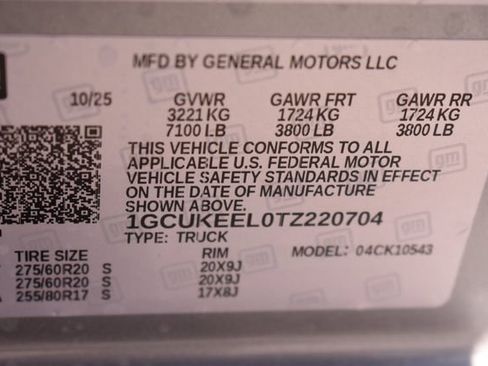 MFD BY GENERAL MOTORS LLC
10/25 GVWR GAWR FRT GAWR RR
3221 KG 1724 KG 1724 KG
7100 LB 3800 LB 3800 LB
THIS VEHICLE CONFORMS TO ALL
APPLICABLE U.S. FEDERAL MOTOR
VEHICLE SAFETY STANDARDS IN EFFECT
ON THE DATE OF MANUFACTURE
SHOWN ABOVE.
1GCUKEEL0TZ220704
TYPE: TRUCK MODEL: 04CK10543
TIRE SIZE RIM
275/60R20 S 20X9J
275/60R20 S 20X9J
255/80R17 S 17X8J